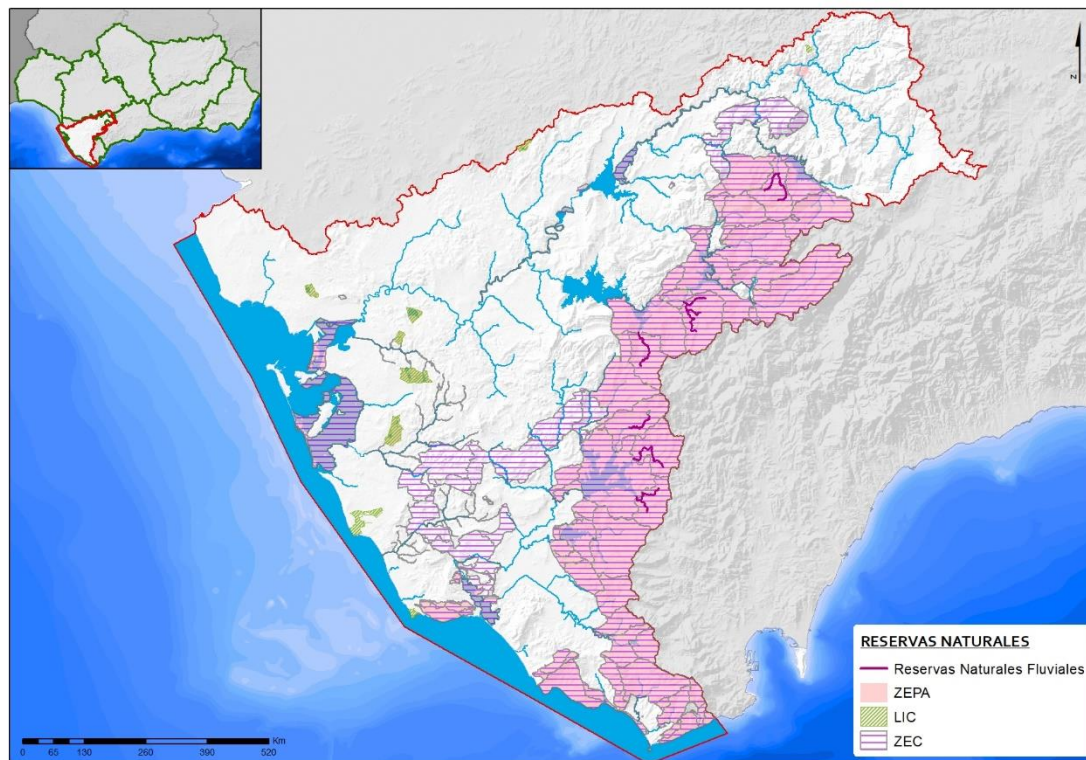 N
RESERVAS NATURALES
Reservas Naturales Fluviales
ZEPA
LIC
ZEC
Km
0 65 130 260 390 520